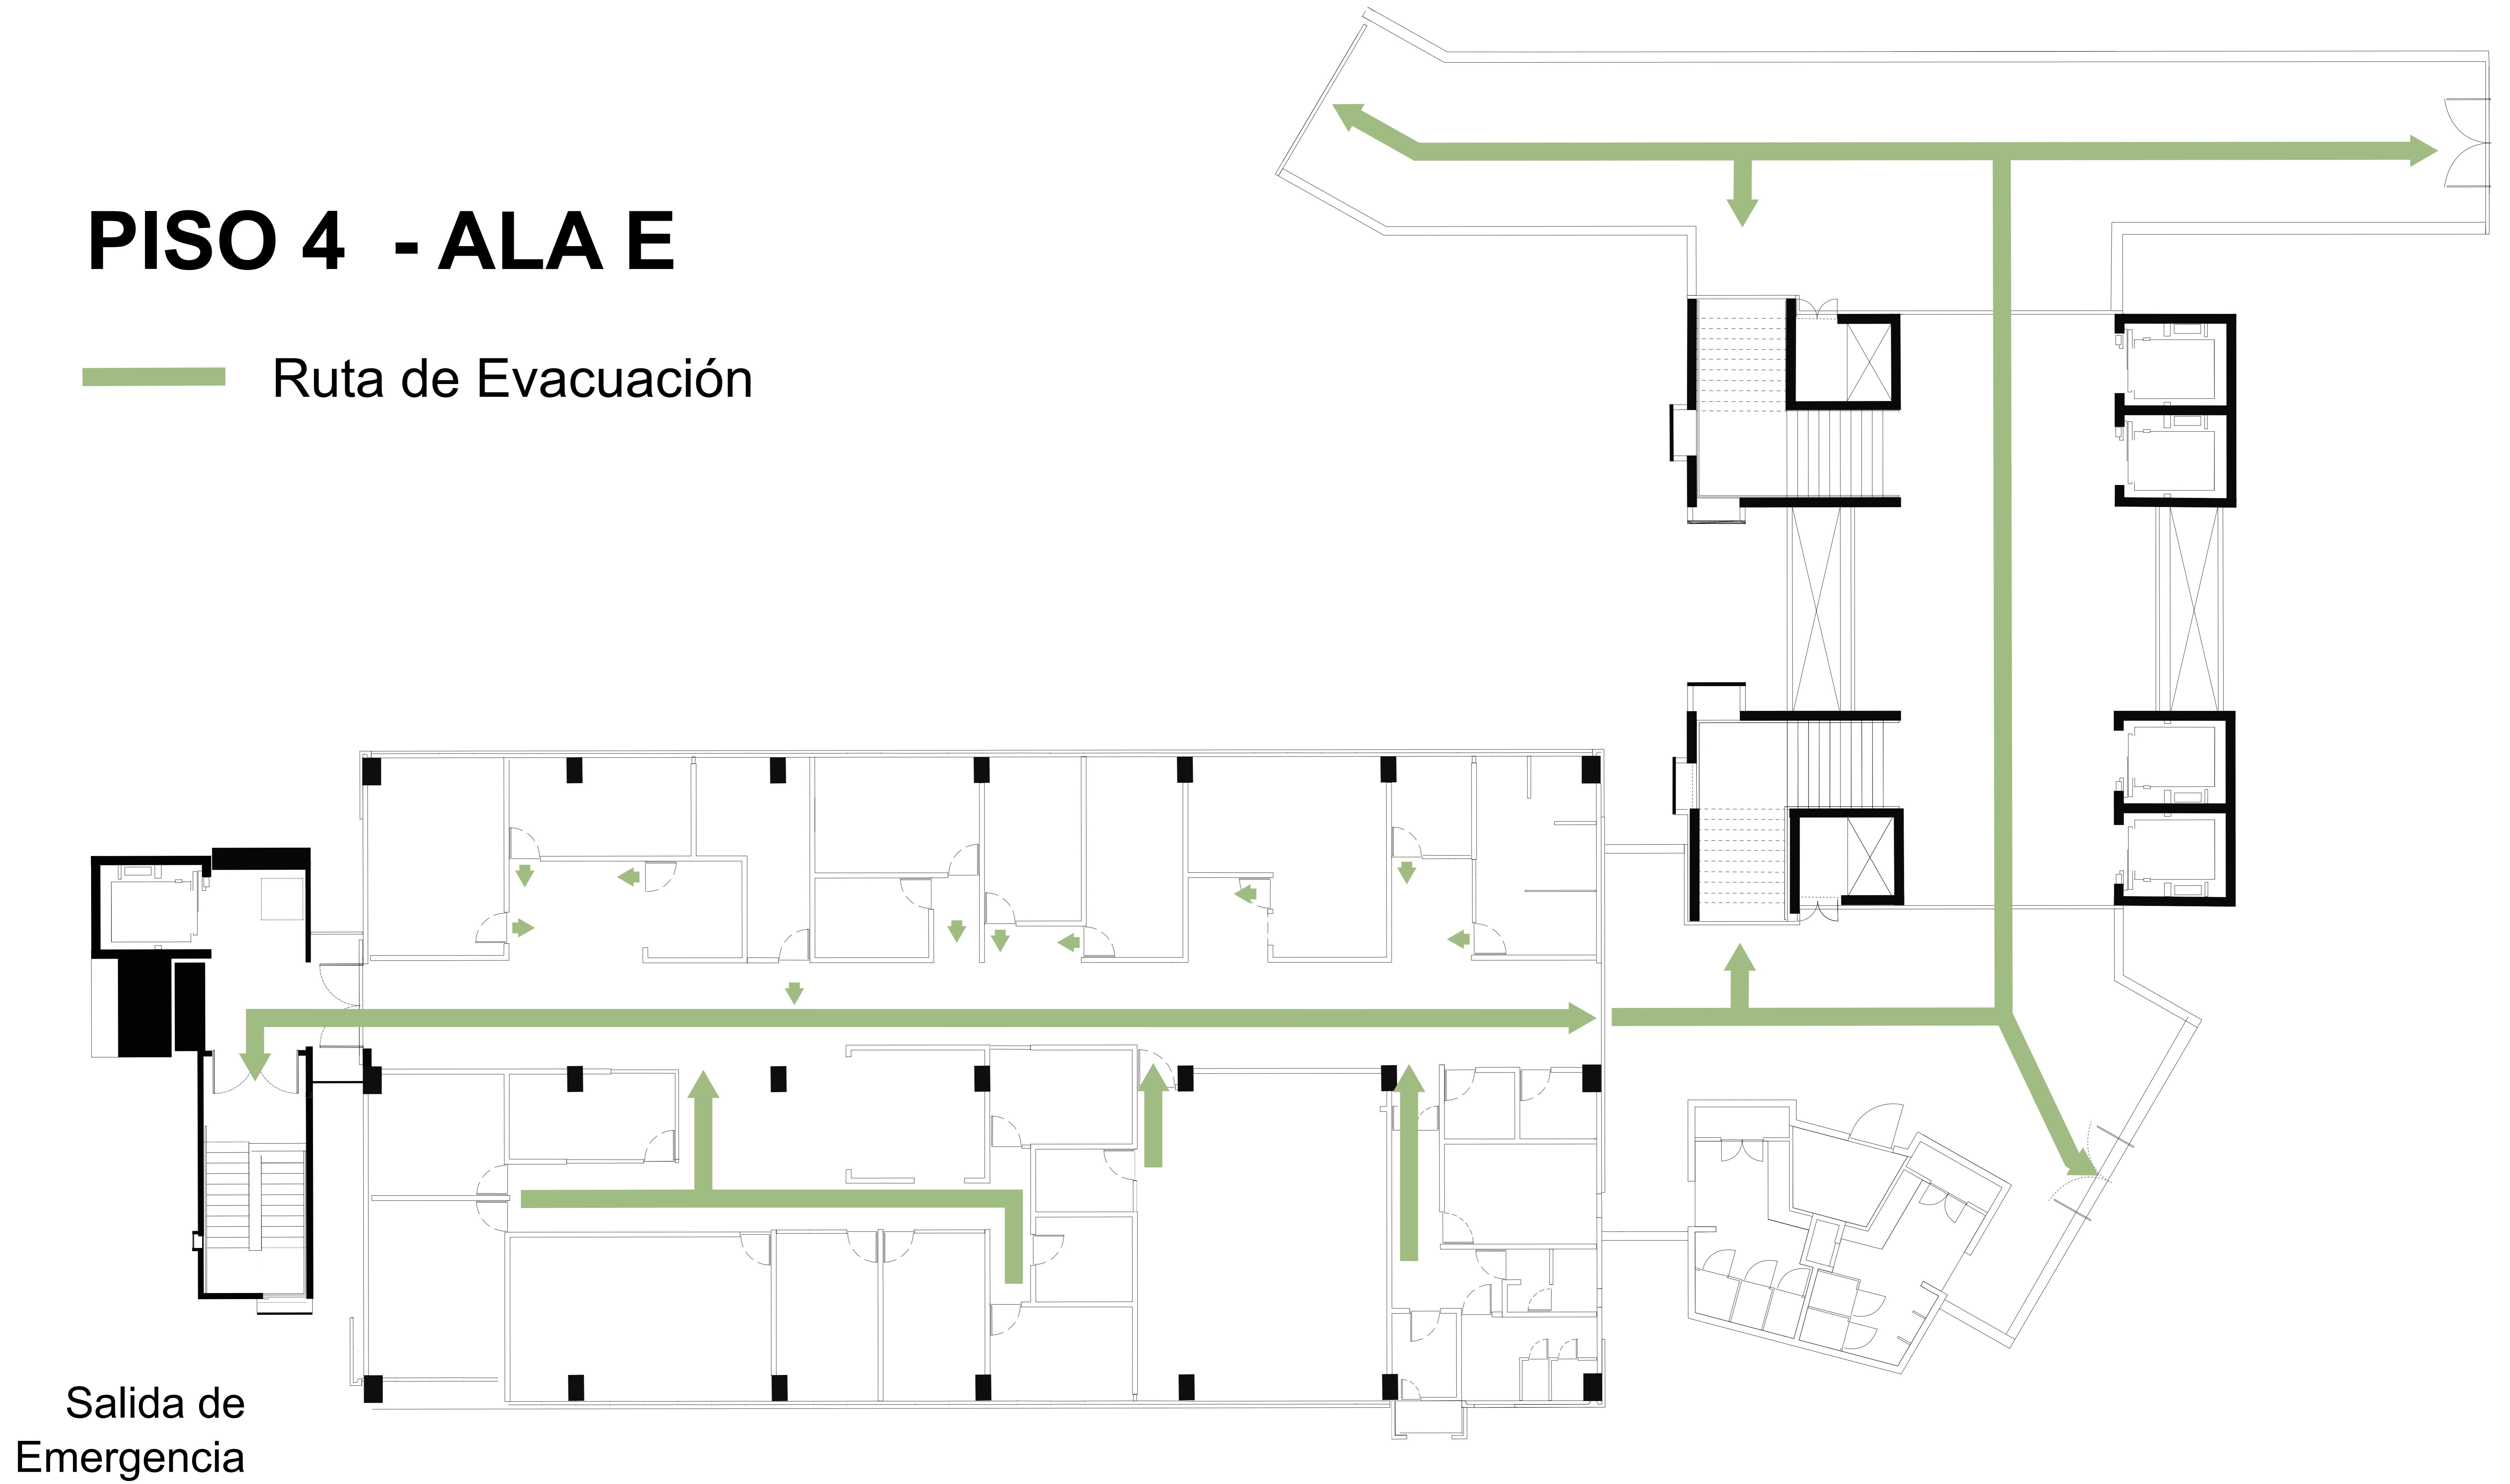 PISO 4 - ALA E
Ruta de Evacuación
Salida de
Emergencia